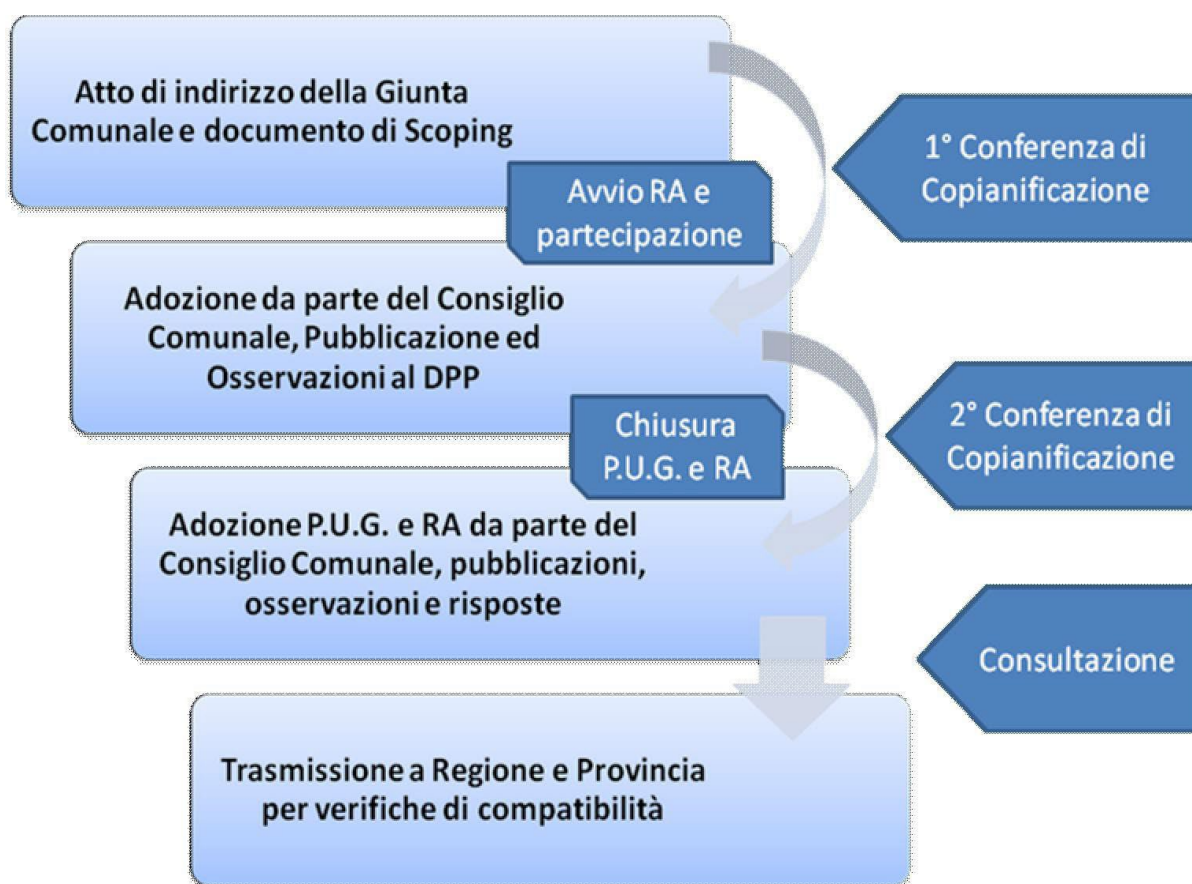 Atto di indirizzo della Giunta
Comunale e documento di Scoping
1° Conferenza di
Copianificazione
Avvio RA e
partecipazione
Adozione da parte del Consiglio
Comunale, Pubblicazione ed
Osservazioni al DPP
2° Conferenza di
Copianificazione
Chiusura
P.U.G. e RA
Adozione P.U.G. e RA da parte del
Consiglio Comunale, pubblicazioni,
osservazioni e risposte
Consultazione
Trasmissione a Regione e Provincia
per verifiche di compatibilità